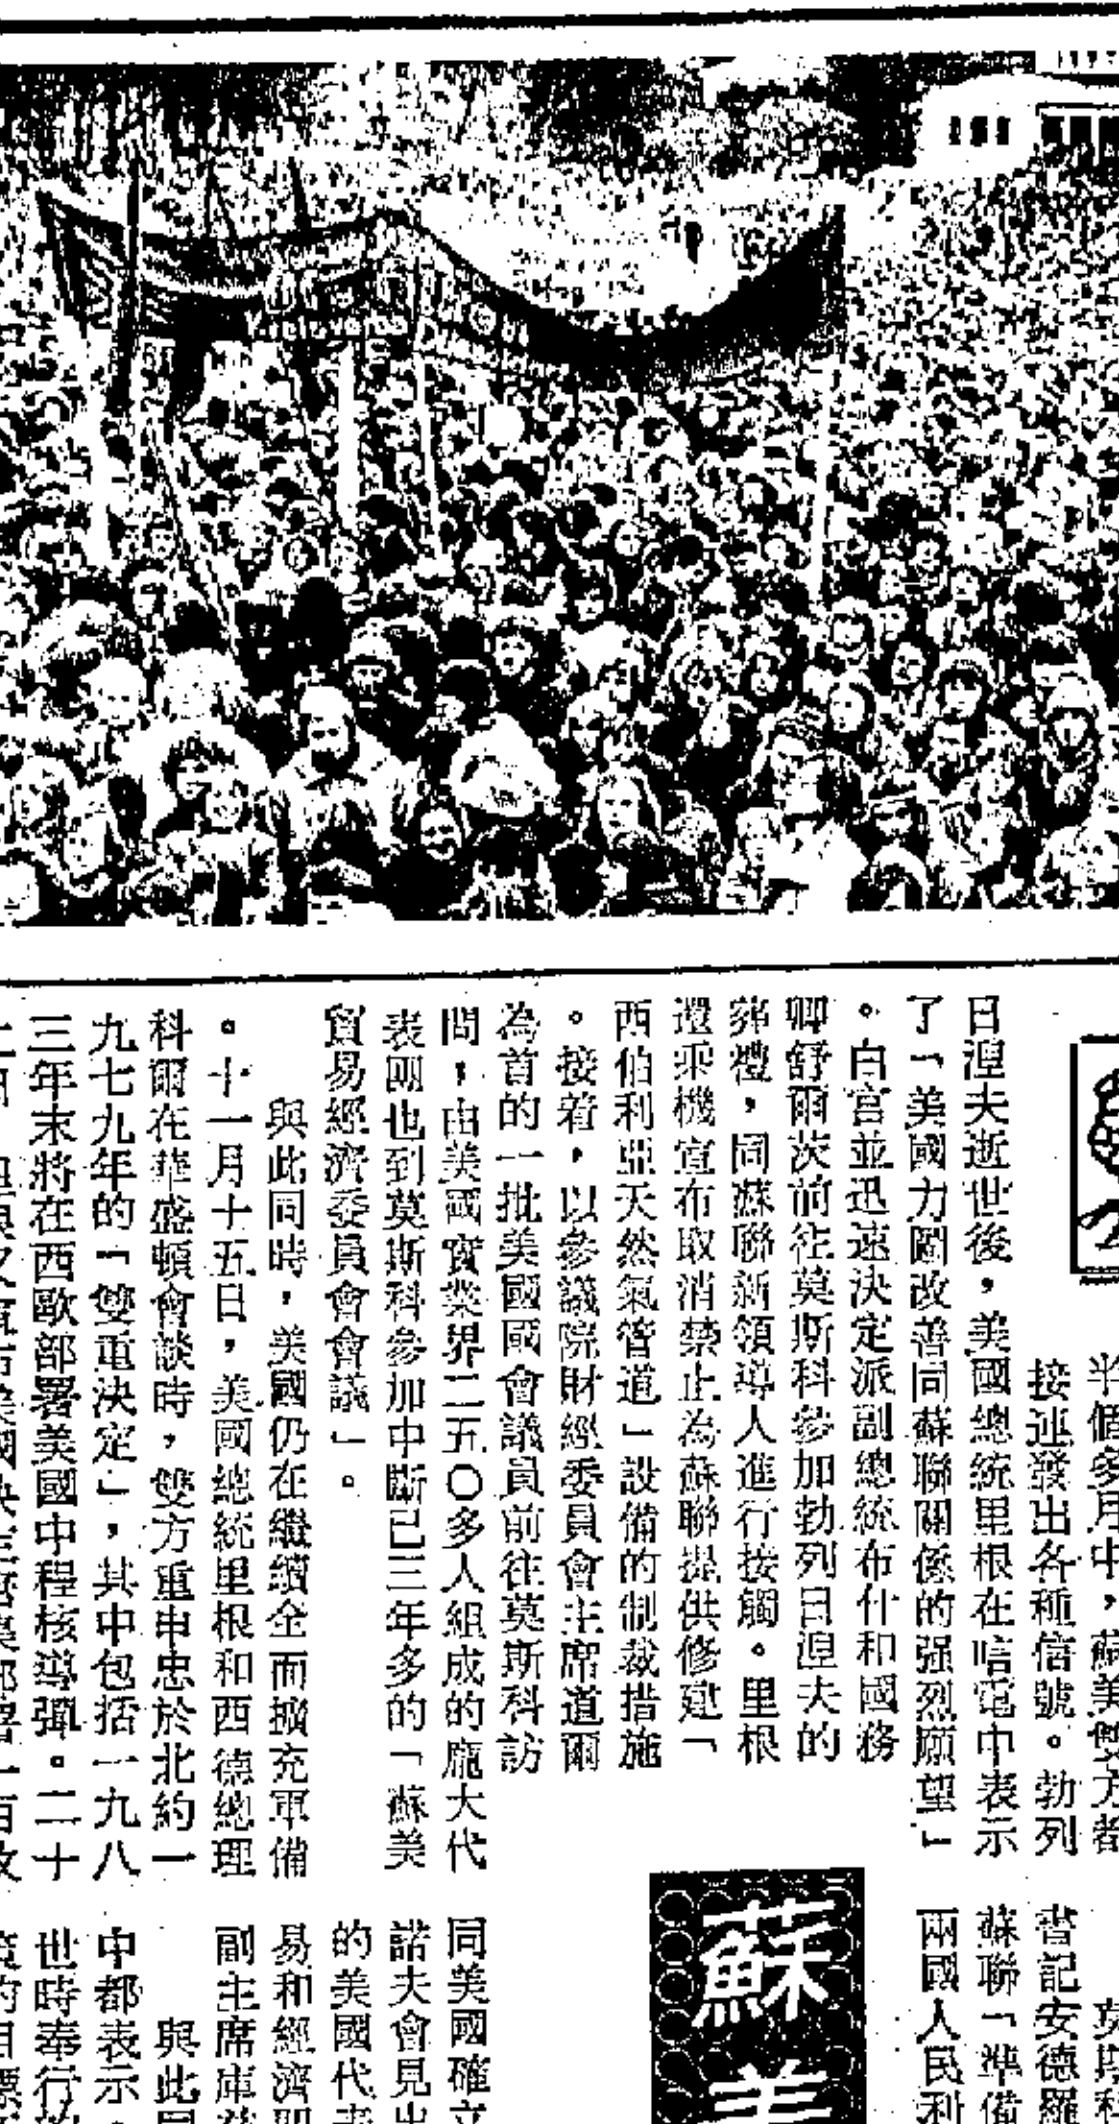 半個多月中，蘇美雙方都
接連發出各種信號。勃列
日涅夫逝世後，美國總統里根在唁電中表示
了「美國力圖改善同蘇聯關係的强烈願望」
。白宮並迅速決定派副總統布什和國務
卿舒爾茨前往莫斯科參加勃列日涅夫的
葬禮，同蘇聯新領導人進行接觸。里根
還乘機宣布取消禁止為蘇聯提供修建「
西伯利亞天然氣管道」設備的制裁措施
。接着，以參議院財經委員會主席道爾
為首的一批美國國會議員前往莫斯科訪
問，由美國實業界二五〇多人組成的龐大代
表團也到莫斯科參加中斷已三年多的「蘇美
貿易經濟委員會會議」。
與此同時，美國仍在繼續全面擴充軍備
。十一月十五日，美國總統里根和西德總理
科爾在華盛頓會談時，雙方重申忠於北約一
九七九年的「雙重決定」，其中包括一九八
三年末將在西歐部署美國中程核導彈。二十
蘇美
書記安德羅
蘇聯「準備
兩國人民利
同美國確立
諾夫會見出
的美國代表
易和經濟
副主席庫茲
與此同
中都表示，
世時奉行的